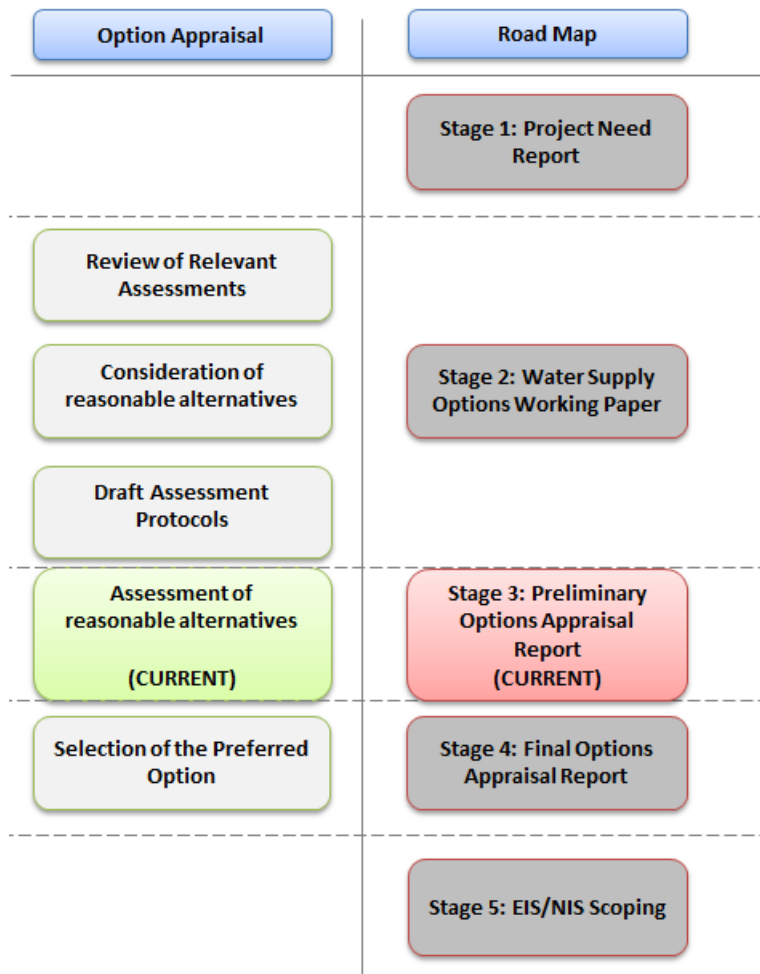 Option Appraisal
Road Map
Stage 1: Project Need
Report
Review of Relevant
Assessments
Consideration of
reasonable alternatives
Stage 2: Water Supply
Options Working Paper
Draft Assessment
Protocols
Assessment of
reasonable alternatives
(CURRENT)
Stage 3: Preliminary
Options Appraisal
Report
(CURRENT)
Selection of the Preferred
Option
Stage 4: Final Options
Appraisal Report
Stage 5: EIS/NIS Scoping